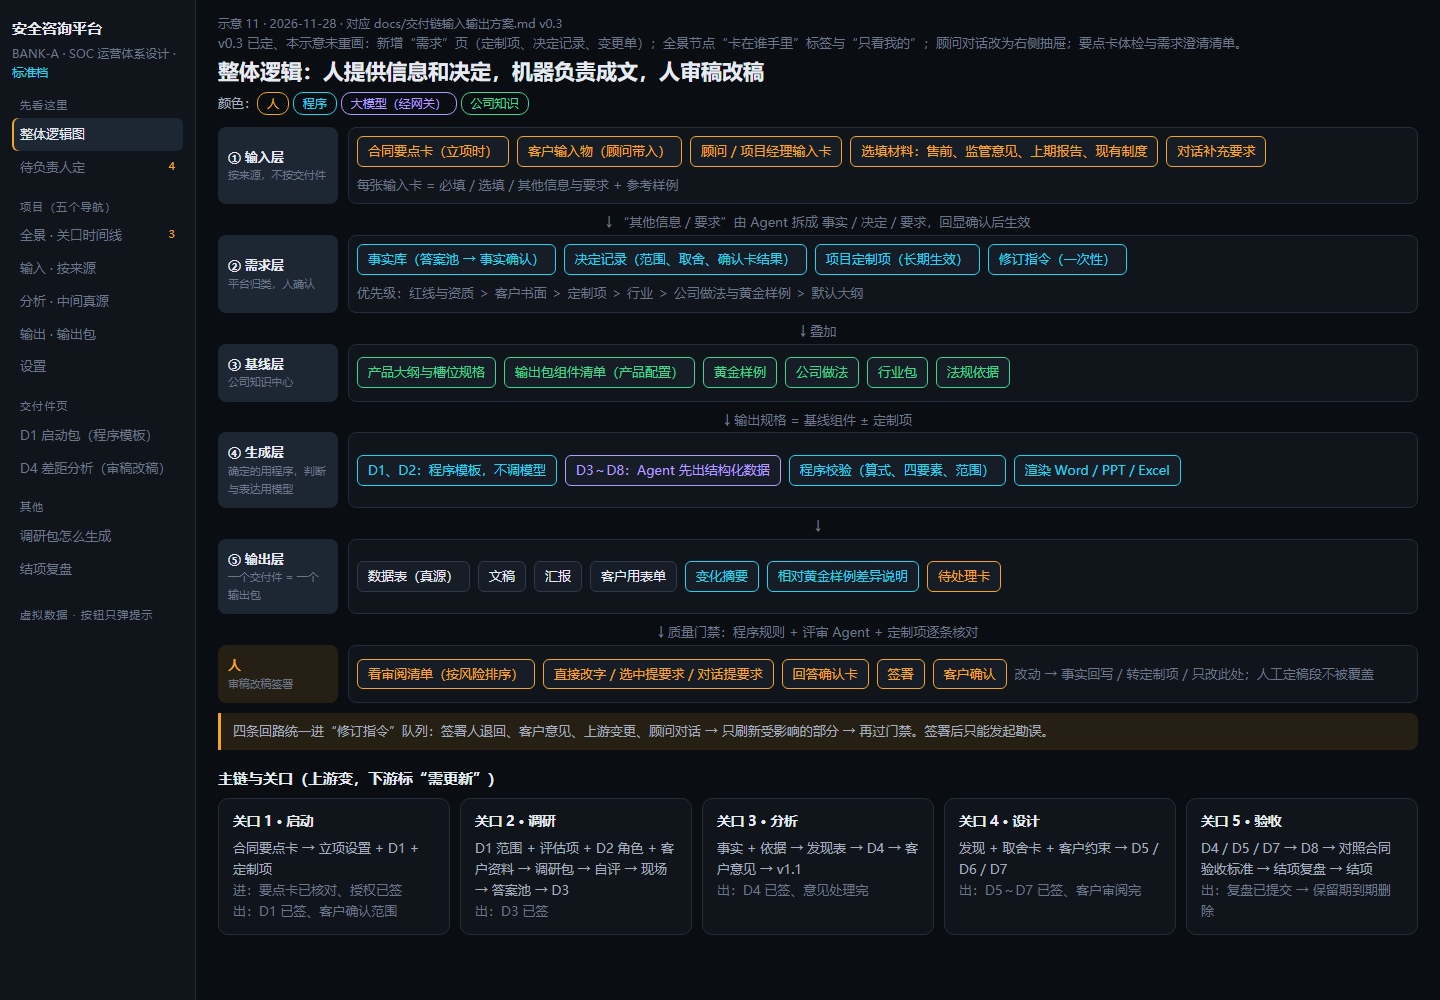 安全咨询平台
BANK-A · SOC 运营体系设计 ·
标准档
先看这里
整体逻辑图
待负责人定 4
项目（五个导航）
全景 · 关口时间线 3
输入 · 按来源
分析 · 中间真源
输出 · 输出包
设置
交付件页
D1 启动包（程序模板）
D4 差距分析（审稿改稿）
其他
调研包怎么生成
结项复盘
虚拟数据 · 按钮只弹提示
示意 11 · 2026-11-28 · 对应 docs/交付链输入输出方案.md v0.3
v0.3 已定、本示意未重画：新增“需求”页（定制项、决定记录、变更单）；全景节点“卡在谁手里”标签与“只看我的”；顾问对话改为右侧抽屉；要点卡体检与需求澄清清单。
整体逻辑：人提供信息和决定，机器负责成文，人审稿改稿
颜色： 人 程序 大模型（经网关） 公司知识
① 输入层
按来源，不按交付件
合同要点卡（立项时） 客户输入物（顾问带入） 顾问 / 项目经理输入卡 选填材料：售前、监管意见、上期报告、现有制度 对话补充要求
每张输入卡 = 必填 / 选填 / 其他信息与要求 + 参考样例
↓ “其他信息 / 要求”由 Agent 拆成 事实 / 决定 / 要求，回显确认后生效
② 需求层
平台归类，人确认
事实库（答案池 → 事实确认） 决定记录（范围、取舍、确认卡结果） 项目定制项（长期生效） 修订指令（一次性）
优先级：红线与资质 > 客户书面 > 定制项 > 行业 > 公司做法与黄金样例 > 默认大纲
↓ 叠加
③ 基线层
公司知识中心
产品大纲与槽位规格 输出包组件清单（产品配置） 黄金样例 公司做法 行业包 法规依据
↓ 输出规格 = 基线组件 ± 定制项
④ 生成层
确定的用程序，判断
与表达用模型
D1、D2：程序模板，不调模型 D3～D8：Agent 先出结构化数据 程序校验（算式、四要素、范围） 渲染 Word / PPT / Excel
↓
⑤ 输出层
一个交付件 = 一个
输出包
数据表（真源） 文稿 汇报 客户用表单 变化摘要 相对黄金样例差异说明 待处理卡
↓ 质量门禁：程序规则 + 评审 Agent + 定制项逐条核对
人
审稿改稿签署
看审阅清单（按风险排序） 直接改字 / 选中提要求 / 对话提要求 回答确认卡 签署 客户确认 改动 → 事实回写 / 转定制项 / 只改此处；人工定稿段不被覆盖
四条回路统一进“修订指令”队列：签署人退回、客户意见、上游变更、顾问对话 → 只刷新受影响的部分 → 再过门禁。签署后只能发起勘误。
主链与关口（上游变，下游标“需更新”）
关口 1 • 启动
合同要点卡 → 立项设置 + D1 +
定制项
进：要点卡已核对、授权已签
出：D1 已签、客户确认范围
关口 2 • 调研
D1 范围 + 评估项 + D2 角色 + 客
户资料 → 调研包 → 自评 → 现场
→ 答案池 → D3
出：D3 已签
关口 3 • 分析
事实 + 依据 → 发现表 → D4 → 客
户意见 → v1.1
出：D4 已签、意见处理完
关口 4 • 设计
发现 + 取舍卡 + 客户约束 → D5 /
D6 / D7
出：D5～D7 已签、客户审阅完
关口 5 • 验收
D4 / D5 / D7 → D8 → 对照合同
验收标准 → 结项复盘 → 结项
出：复盘已提交 → 保留期到期删
除